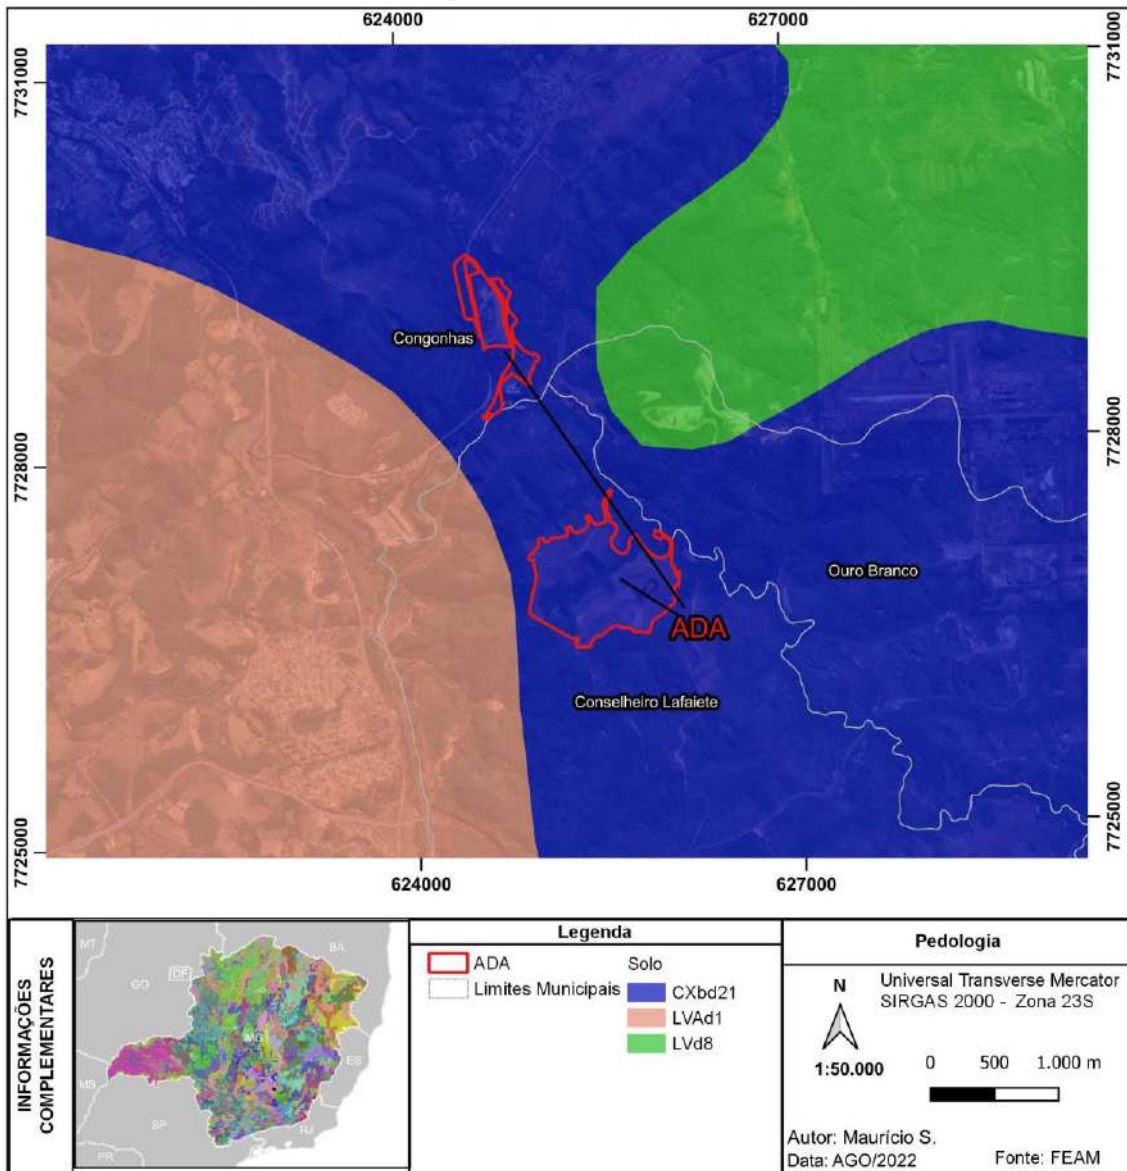 624000
627000
7731000
7731000
Congonhas
7728000
7728000
Ouro Branco
ADA
Conselheiro Lafaiete
7725000
7725000
624000
627000
INFORMAÇÕES
COMPLEMENTARES
MT
BA
GO
DF
MG
ES
MS
SP
RJ
PR
Legenda
ADA
Limites Municipais
Solo
CXbd21
LVAd1
LVd8
Pedologia
N
Universal Transverse Mercator
SIRGAS 2000 - Zona 23S
1:50.000
0 500 1.000 m
Autor: Maurício S.
Data: AGO/2022
Fonte: FEAM